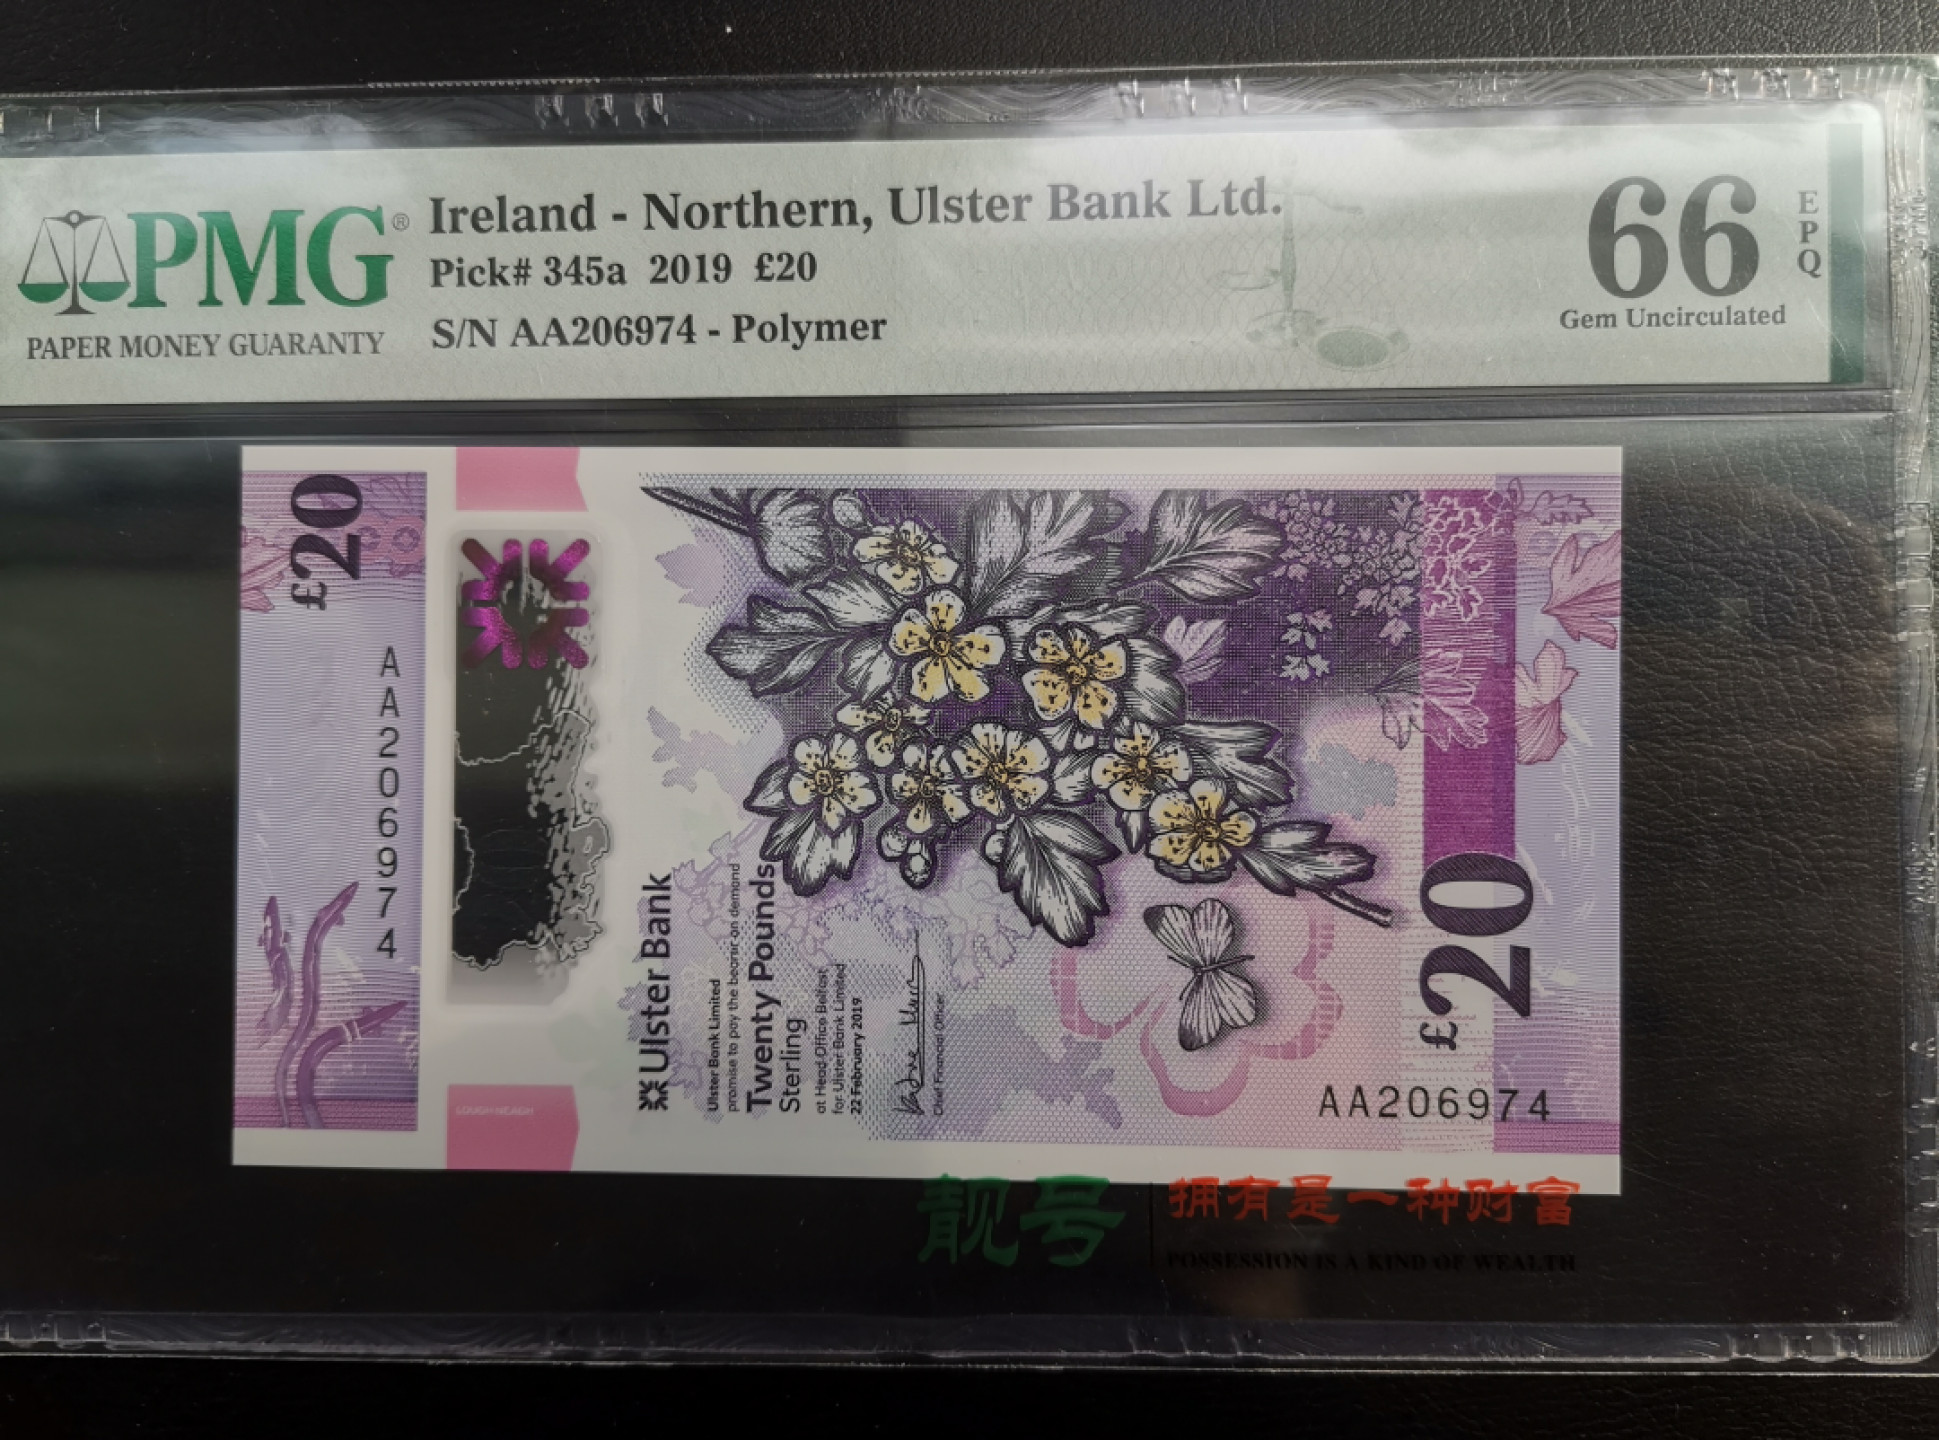 PMG®
PAPER MONEY GUARANTY
Ireland - Northern, Ulster Bank Ltd.
Pick# 345a 2019 £20
S/N AA206974 - Polymer
66
EPQ
Gem Uncirculated
£20
AA206974
LOUGH NEAGH
Ulster Bank
Ulster Bank Limited
promise to pay the bearer on demand
Twenty Pounds
Sterling
at Head Office Belfast,
for Ulster Bank Limited
22 February 2019
Chief Financial Officer
£20
AA206974
靓号
拥有是一种财富
POSSESSION IS A KIND OF WEALTH